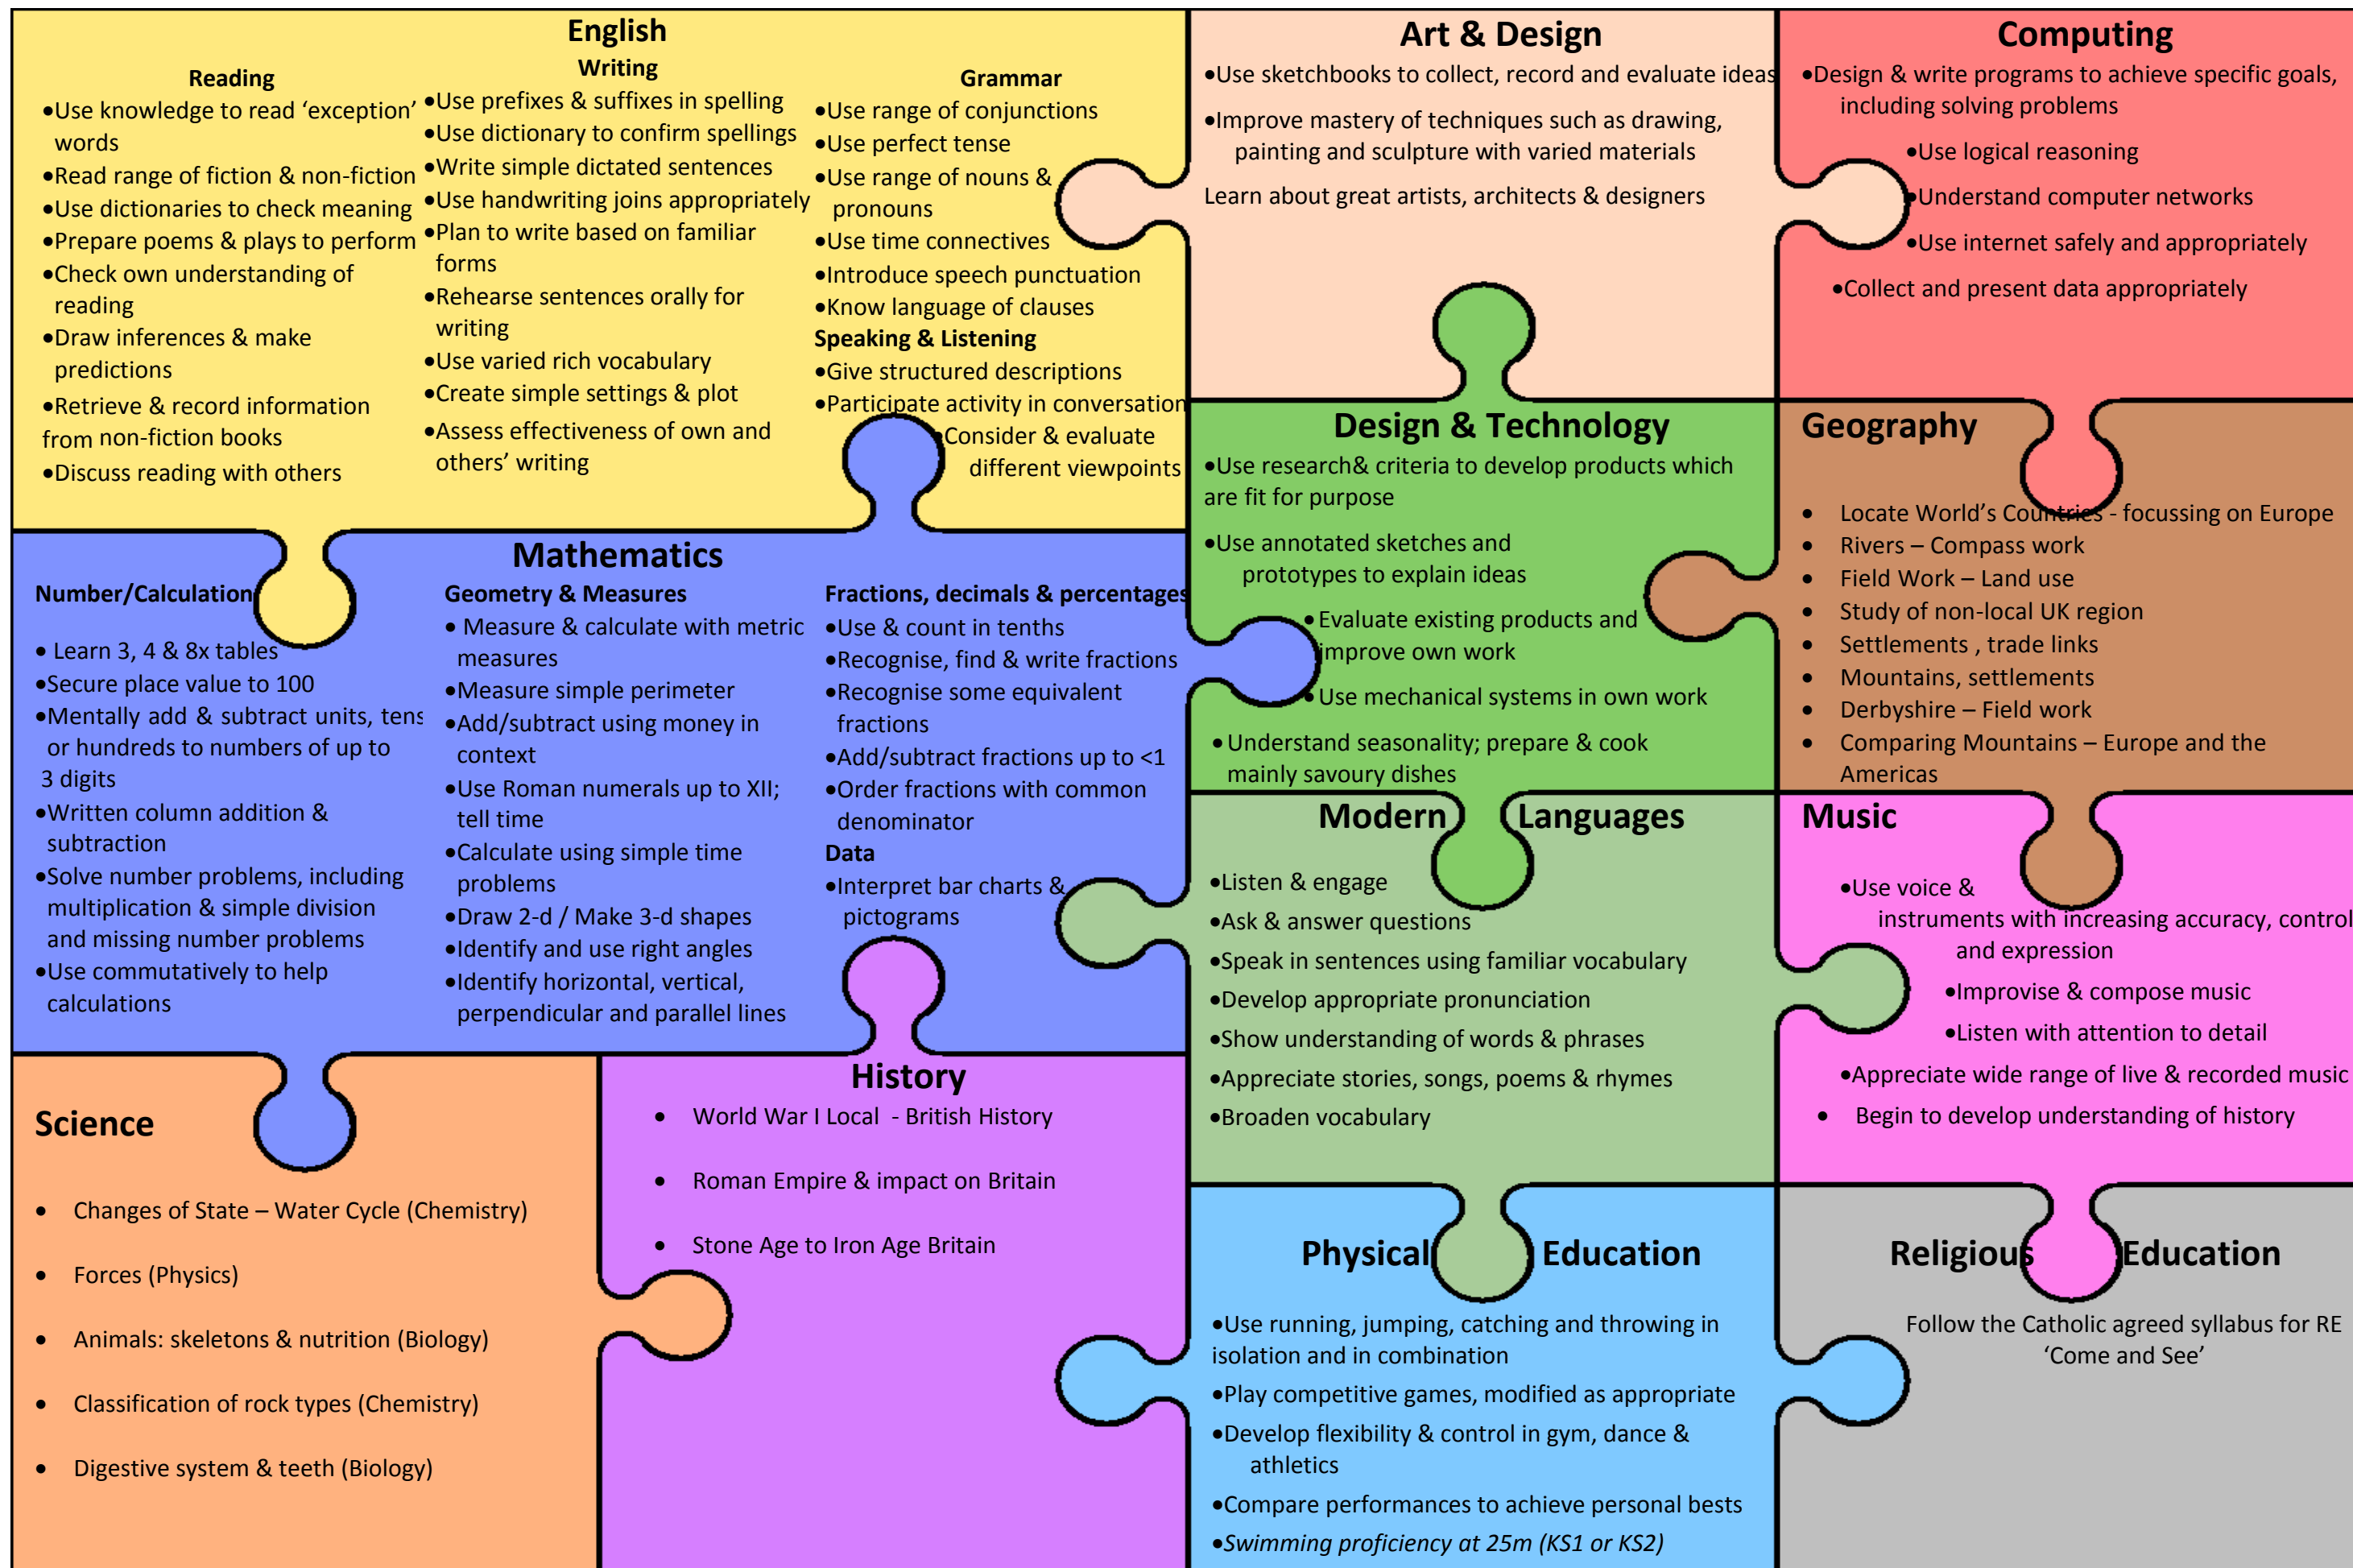 English
Reading
•Use knowledge to read ‘exception’
words
•Read range of fiction & non-fiction
•Use dictionaries to check meaning
•Prepare poems & plays to perform
•Check own understanding of
reading
•Draw inferences & make
predictions
•Retrieve & record information
from non-fiction books
•Discuss reading with others
Writing
•Use prefixes & suffixes in spelling
•Use dictionary to confirm spellings
•Write simple dictated sentences
•Use handwriting joins appropriately
•Plan to write based on familiar
forms
•Rehearse sentences orally for
writing
•Use varied rich vocabulary
•Create simple settings & plot
•Assess effectiveness of own and
others’ writing
Grammar
•Use range of conjunctions
•Use perfect tense
•Use range of nouns &
pronouns
•Use time connectives
•Introduce speech punctuation
•Know language of clauses
Speaking & Listening
•Give structured descriptions
•Participate activity in conversation
•Consider & evaluate
different viewpoints
Art & Design
•Use sketchbooks to collect, record and evaluate ideas
•Improve mastery of techniques such as drawing,
painting and sculpture with varied materials
Learn about great artists, architects & designers
Computing
•Design & write programs to achieve specific goals,
including solving problems
•Use logical reasoning
•Understand computer networks
•Use internet safely and appropriately
•Collect and present data appropriately
Mathematics
Number/Calculation
• Learn 3, 4 & 8x tables
•Secure place value to 100
•Mentally add & subtract units, tens
or hundreds to numbers of up to
3 digits
•Written column addition &
subtraction
•Solve number problems, including
multiplication & simple division
and missing number problems
•Use commutatively to help
calculations
Geometry & Measures
• Measure & calculate with metric
measures
•Measure simple perimeter
•Add/subtract using money in
context
•Use Roman numerals up to XII;
tell time
•Calculate using simple time
problems
•Draw 2-d / Make 3-d shapes
•Identify and use right angles
•Identify horizontal, vertical,
perpendicular and parallel lines
Fractions, decimals & percentages
•Use & count in tenths
•Recognise, find & write fractions
•Recognise some equivalent
fractions
•Add/subtract fractions up to <1
•Order fractions with common
denominator
Data
•Interpret bar charts &
pictograms
Design & Technology
•Use research& criteria to develop products which
are fit for purpose
•Use annotated sketches and
prototypes to explain ideas
•Evaluate existing products and
improve own work
•Use mechanical systems in own work
•Understand seasonality; prepare & cook
mainly savoury dishes
Geography
• Locate World’s Countries - focussing on Europe
• Rivers – Compass work
• Field Work – Land use
• Study of non-local UK region
• Settlements , trade links
• Mountains, settlements
• Derbyshire – Field work
• Comparing Mountains – Europe and the
Americas
Modern Languages
•Listen & engage
•Ask & answer questions
•Speak in sentences using familiar vocabulary
•Develop appropriate pronunciation
•Show understanding of words & phrases
•Appreciate stories, songs, poems & rhymes
•Broaden vocabulary
Music
•Use voice &
instruments with increasing accuracy, control
and expression
•Improvise & compose music
•Listen with attention to detail
•Appreciate wide range of live & recorded music
• Begin to develop understanding of history
Science
• Changes of State – Water Cycle (Chemistry)
• Forces (Physics)
• Animals: skeletons & nutrition (Biology)
• Classification of rock types (Chemistry)
• Digestive system & teeth (Biology)
History
• World War I Local - British History
• Roman Empire & impact on Britain
• Stone Age to Iron Age Britain
Physical Education
•Use running, jumping, catching and throwing in
isolation and in combination
•Play competitive games, modified as appropriate
•Develop flexibility & control in gym, dance &
athletics
•Compare performances to achieve personal bests
•Swimming proficiency at 25m (KS1 or KS2)
Religious Education
Follow the Catholic agreed syllabus for RE
‘Come and See’